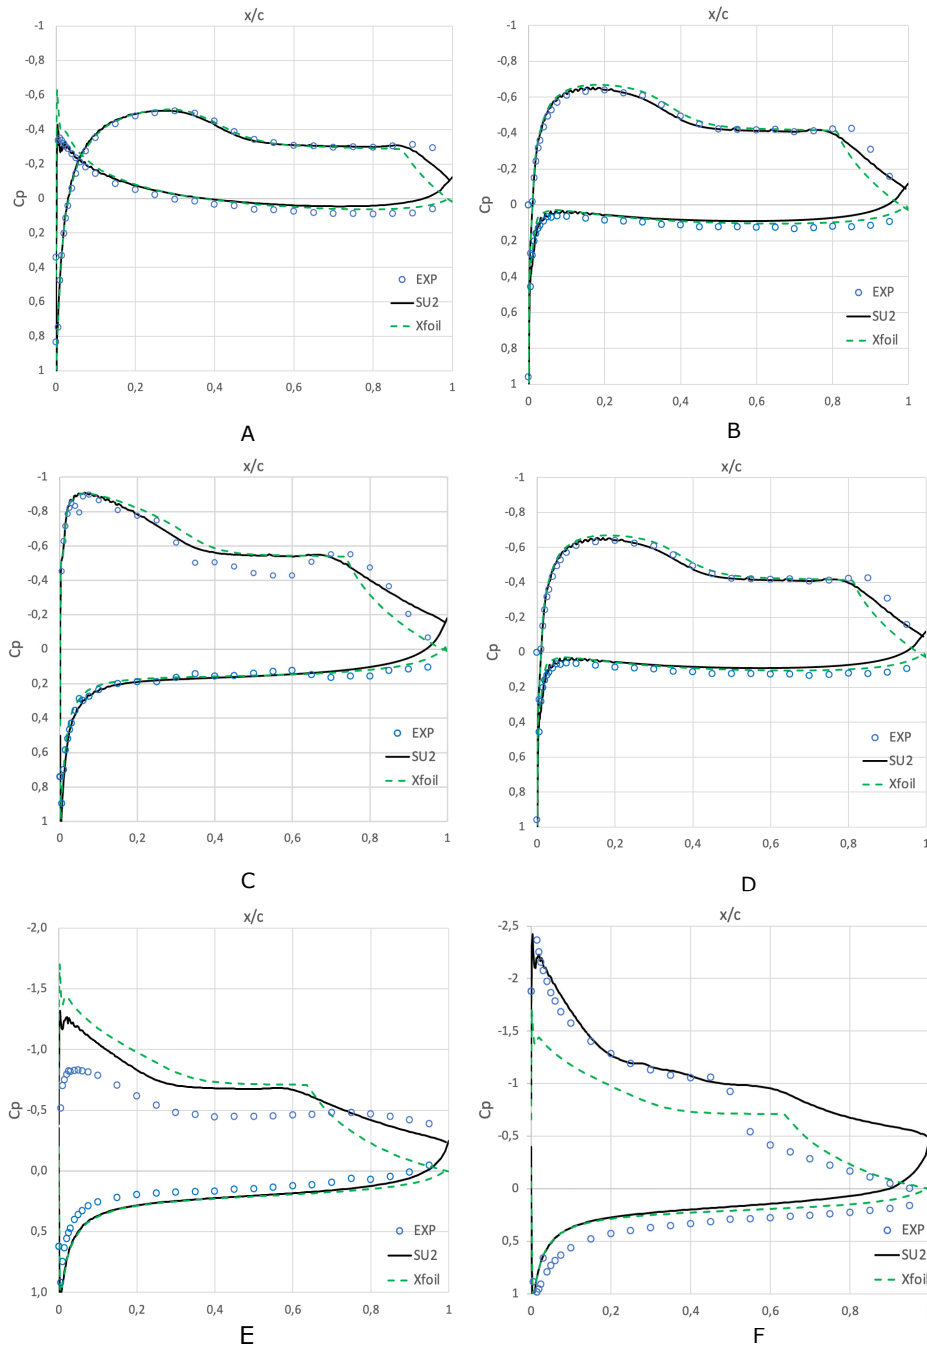 x/c
-1
-0,8
-0,6
-0,4
-0,2
0
0,2
0,4
0,6
0,8
1
Cp
EXP
SU2
Xfoil
0 0,2 0,4 0,6 0,8 1
A
x/c
-1
-0,8
-0,6
-0,4
-0,2
0
0,2
0,4
0,6
0,8
1
Cp
EXP
SU2
Xfoil
0 0,2 0,4 0,6 0,8 1
B
x/c
-1
-0,8
-0,6
-0,4
-0,2
0
0,2
0,4
0,6
0,8
1
Cp
EXP
SU2
Xfoil
0 0,2 0,4 0,6 0,8 1
C
x/c
-1
-0,8
-0,6
-0,4
-0,2
0
0,2
0,4
0,6
0,8
1
Cp
EXP
SU2
Xfoil
0 0,2 0,4 0,6 0,8 1
D
x/c
-2,0
-1,5
-1,0
-0,5
0,0
0,5
1,0
Cp
EXP
SU2
Xfoil
0 0,2 0,4 0,6 0,8 1
E
x/c
-2,5
-2
-1,5
-1
-0,5
0
0,5
1
Cp
EXP
SU2
Xfoil
0 0,2 0,4 0,6 0,8
F